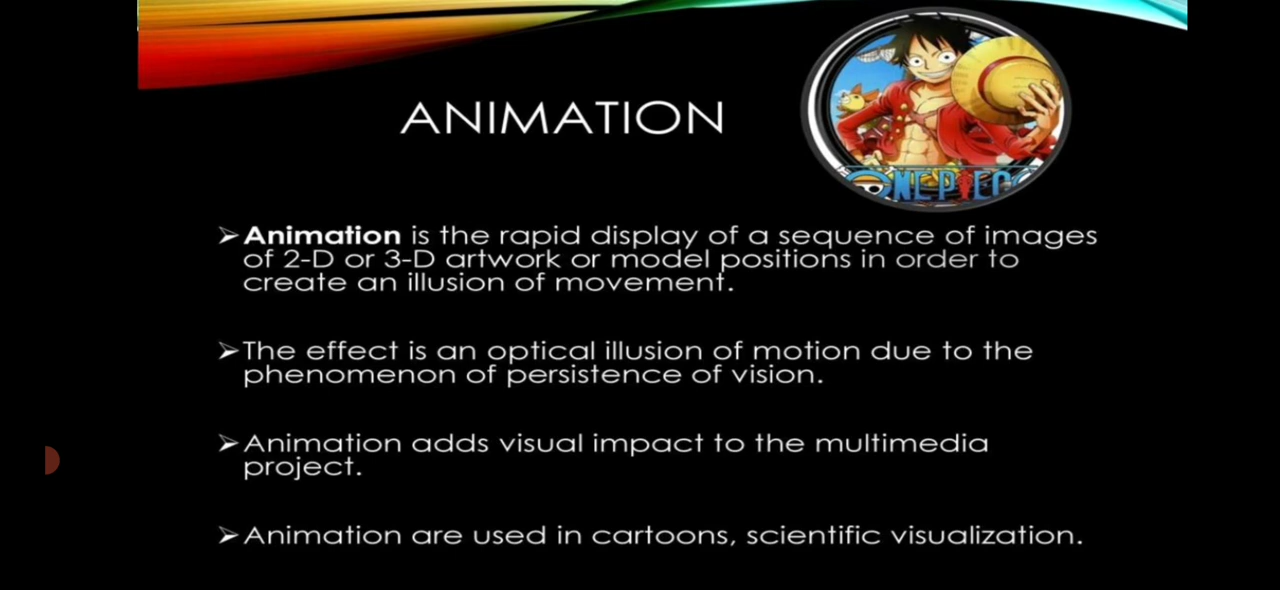 ANIMATION
ONE PIECE
➢Animation is the rapid display of a sequence of images
of 2-D or 3-D artwork or model positions in order to
create an illusion of movement.
➢The effect is an optical illusion of motion due to the
phenomenon of persistence of vision.
➢Animation adds visual impact to the multimedia
project.
➢Animation are used in cartoons, scientific visualization.